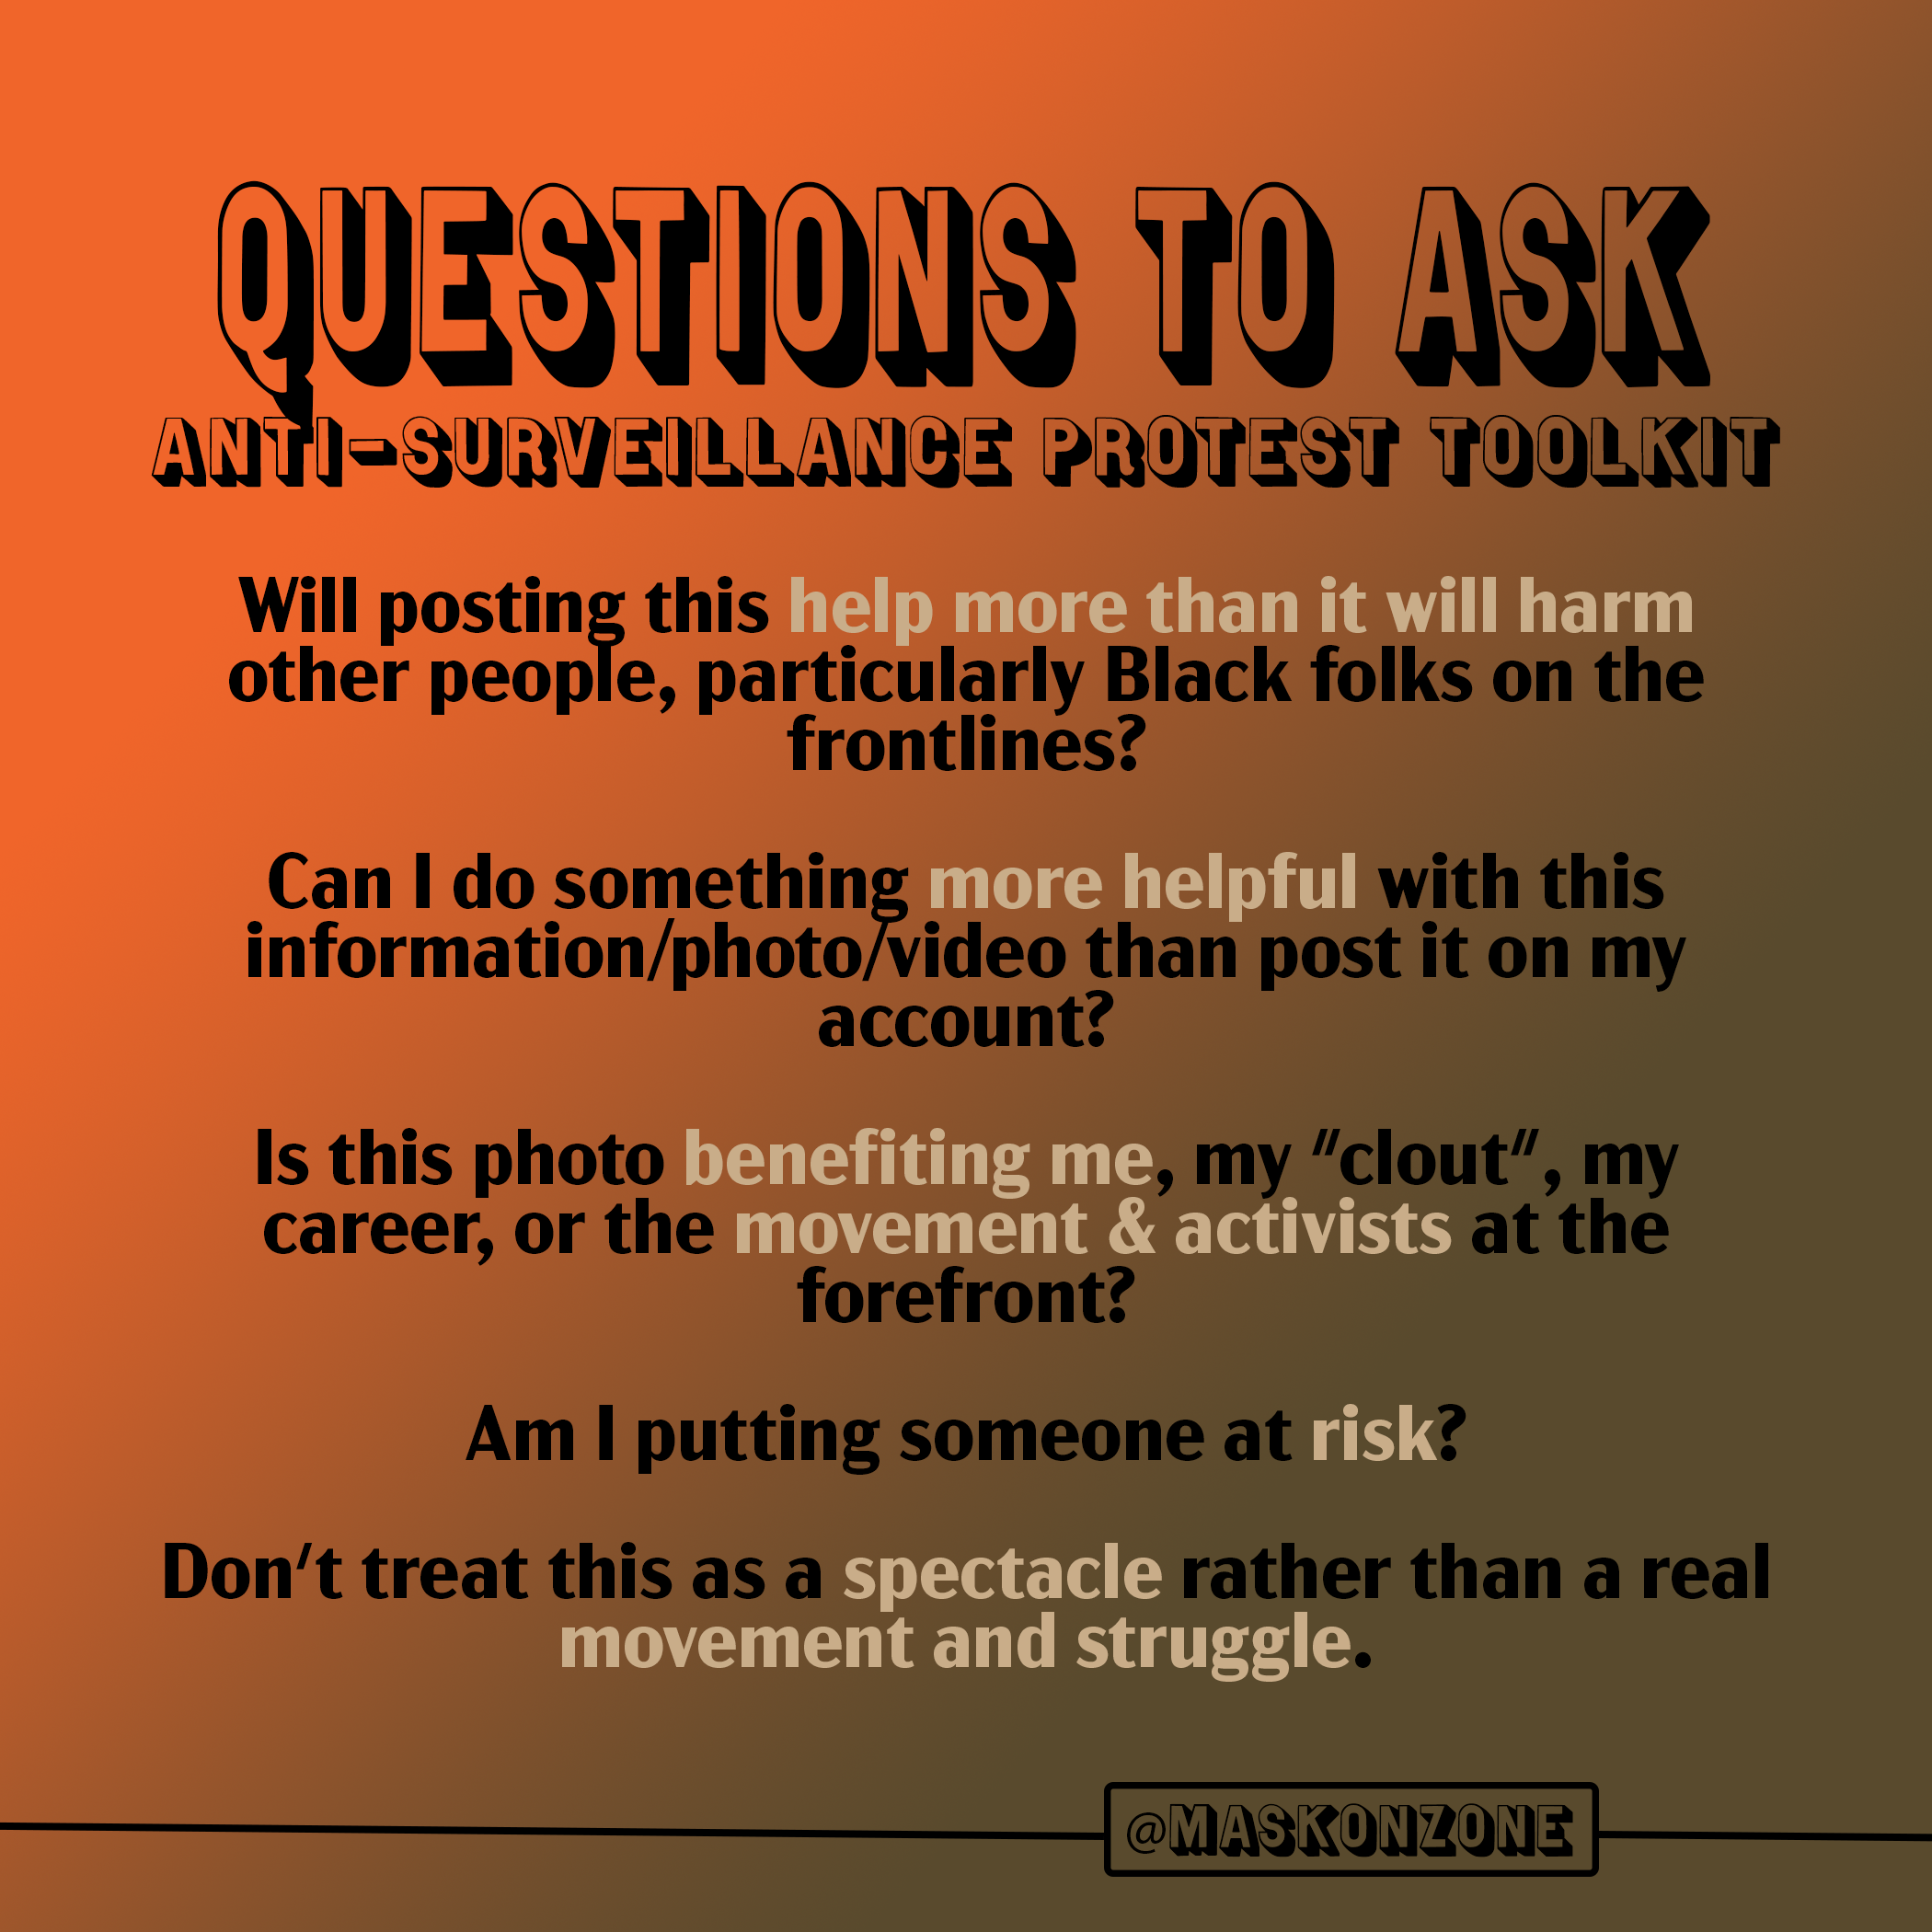 QUESTIONS TO ASK
ANTI-SURVEILLANCE PROTEST TOOLKIT
Will posting this help more than it will harm
other people, particularly Black folks on the
frontlines?
Can I do something more helpful with this
information/photo/video than post it on my
account?
Is this photo benefiting me, my "clout", my
career, or the movement & activists at the
forefront?
Am I putting someone at risk?
Don't treat this as a spectacle rather than a real
movement and struggle.
@MASKONZONE